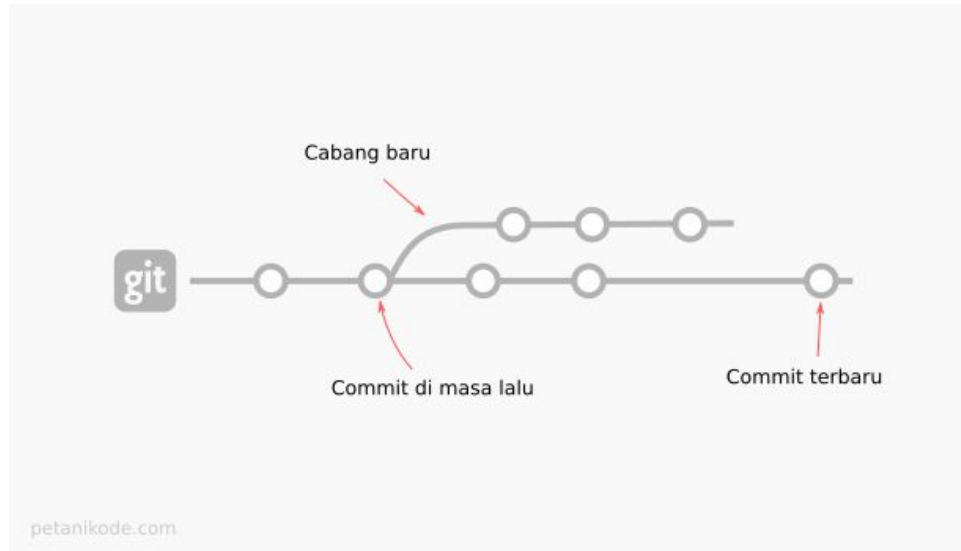 Cabang baru
git
Commit di masa lalu
Commit terbaru
petanikode.com